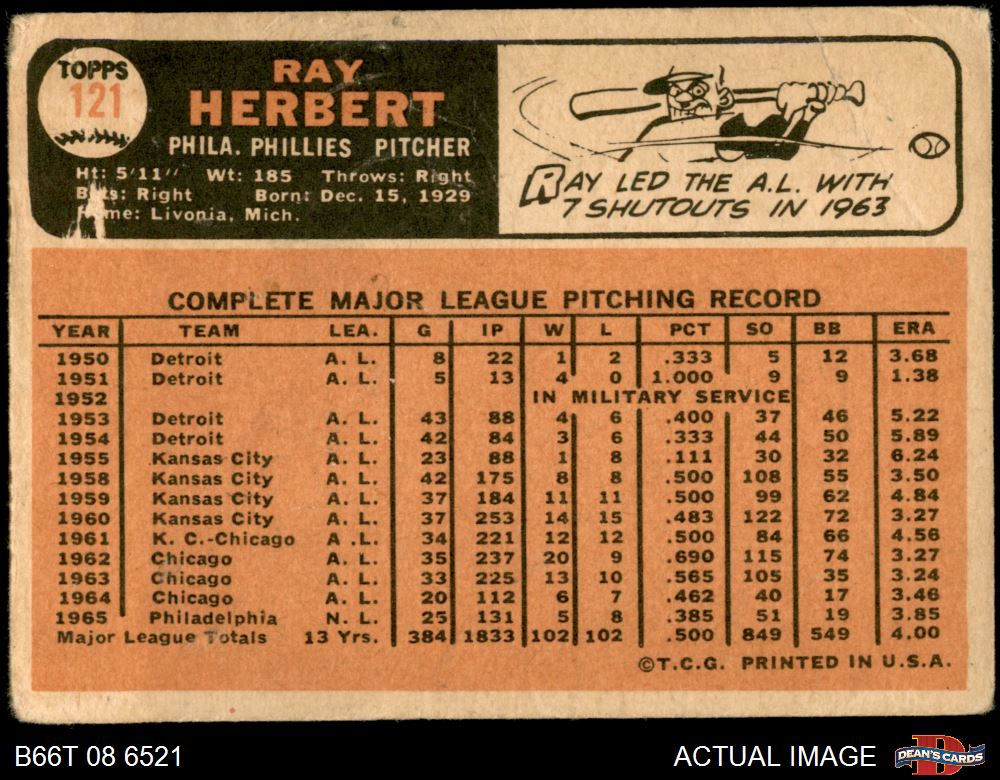 TOPPS
121
RAY
HERBERT
PHILA. PHILLIES PITCHER
Ht: 5'11" Wt: 185 Throws: Right
Right Born: Dec. 15, 1929
Livonia, Mich.
RAY LED THE A.L. WITH
7 SHUTOUTS IN 1963
COMPLETE MAJOR LEAGUE PITCHING RECORD
YEAR TEAM LEA. G IP W L PCT SO BB ERA
1950 Detroit A. L. 8 22 1 2 .333 5 12 3.68
1951 Detroit A. L. 5 13 4 0 1.000 9 9 1.38
1952 IN MILITARY SERVICE
1953 Detroit A. L. 43 88 4 6 .400 37 46 5.22
1954 Detroit A. L. 42 84 3 6 .333 44 50 5.89
1955 Kansas City A. L. 23 88 1 8 .111 30 32 6.24
1958 Kansas City A. L. 42 175 8 8 .500 108 55 3.50
1959 Kansas City A. L. 37 184 11 11 .500 99 62 4.84
1960 Kansas City A. L. 37 253 14 15 .483 122 72 3.27
1961 K. C.-Chicago A. L. 34 221 12 12 .500 84 66 4.56
1962 Chicago A. L. 35 237 20 9 .690 115 74 3.27
1963 Chicago A. L. 33 225 13 10 .565 105 35 3.24
1964 Chicago A. L. 20 112 6 7 .462 40 17 3.46
1965 Philadelphia N. L. 25 131 5 8 .385 51 19 3.85
Major League Totals 13 Yrs. 384 1833 102 102 .500 849 549 4.00
©T.C.G. PRINTED IN U.S.A.
B66T 08 6521
ACTUAL IMAGE
DEAN'S CARDS